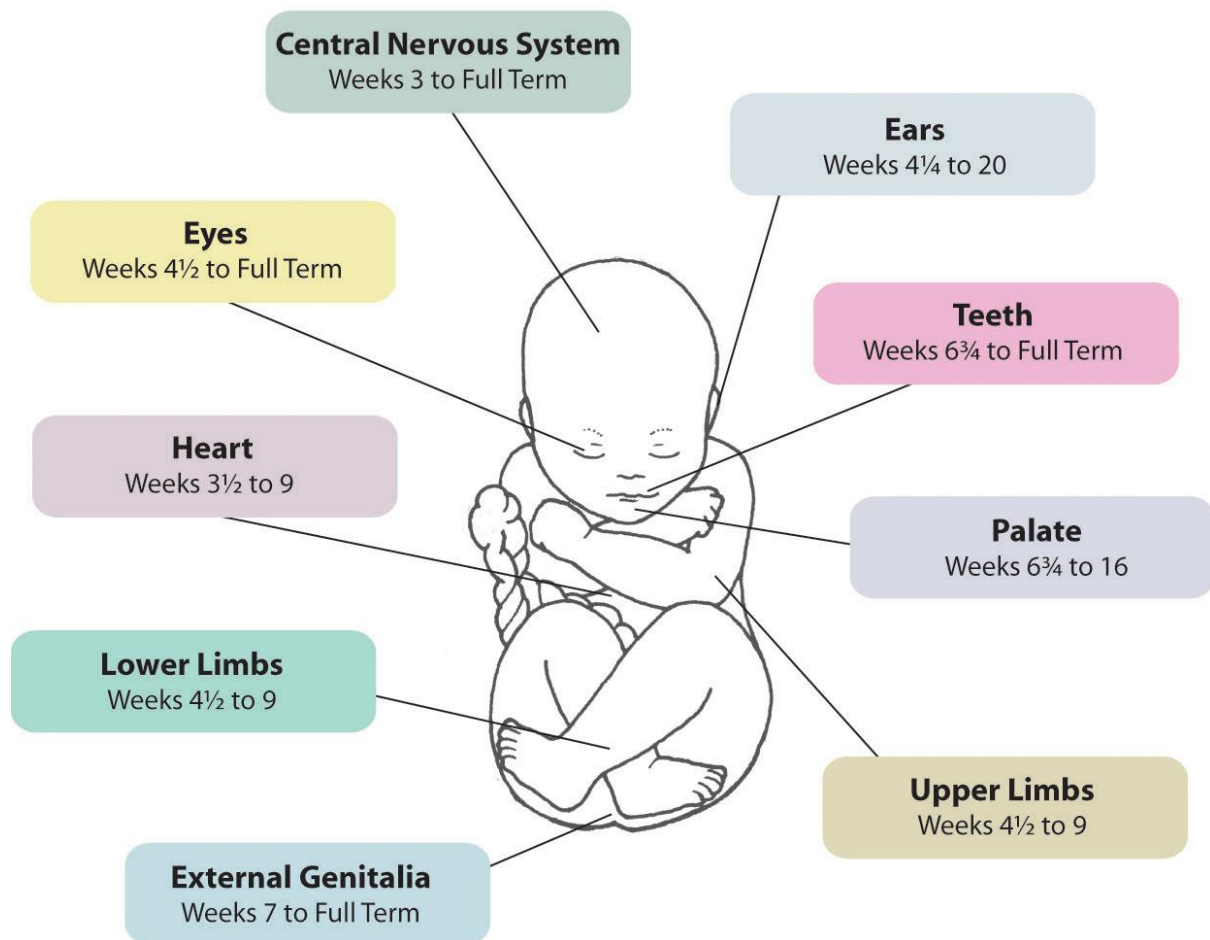 Central Nervous System
Weeks 3 to Full Term
Ears
Weeks 4¼ to 20
Eyes
Weeks 4½ to Full Term
Teeth
Weeks 6¾ to Full Term
Heart
Weeks 3½ to 9
Palate
Weeks 6¾ to 16
Lower Limbs
Weeks 4½ to 9
Upper Limbs
Weeks 4½ to 9
External Genitalia
Weeks 7 to Full Term